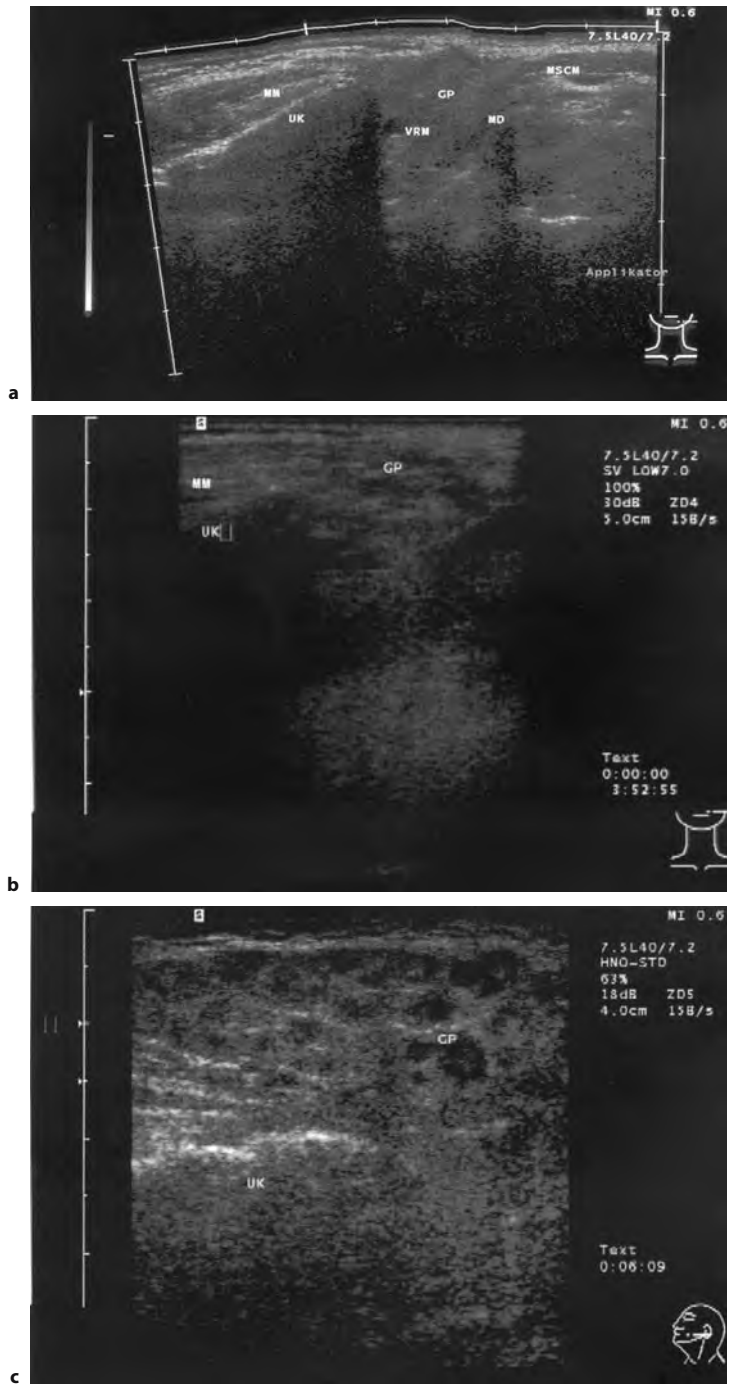 MI 0.6
7.5L40/7.2
MSCM
MM
GP
UK
VRM
MD
Applikator
a
S
MI 0.6
7.5L40/7.2
SV LOW7.0
100%
30dB ZD4
5.0cm 15B/s
GP
MM
UK
Text
0:00:00
3:52:55
b
S
MI 0.6
7.5L40/7.2
HNO-STD
63%
18dB ZD5
4.0cm 15B/s
GP
UK
Text
0:06:09
c